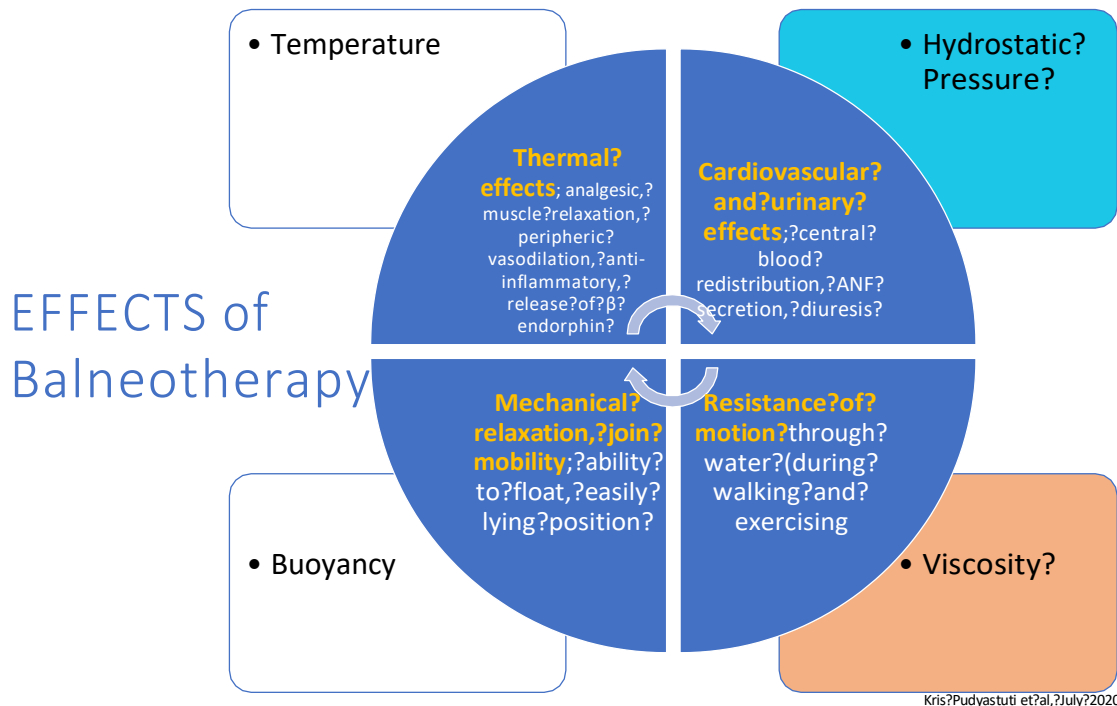 • Temperature
• Hydrostatic?
Pressure?
Thermal?
effects; analgesic,?
muscle?relaxation,?
peripheric?
vasodilation,?anti-
inflammatory,?
release?of?β?
endorphin?
Cardiovascular?
and?urinary?
effects;?central?
blood?
redistribution,?ANF?
secretion,?diuresis?
EFFECTS of
Balneotherapy
Mechanical?
relaxation,?join?
mobility;?ability?
to?float,?easily?
lying?position?
Resistance?of?
motion?through?
water?(during?
walking?and?
exercising
• Buoyancy
• Viscosity?
Kris?Pudyastuti et?al,?July?2020